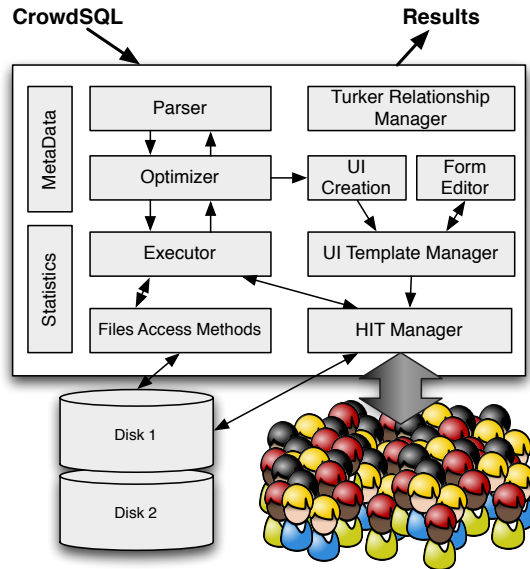 CrowdSQL
Results
MetaData
Parser
Turker Relationship
Manager
Optimizer
UI
Creation
Form
Editor
Statistics
Executor
UI Template Manager
Files Access Methods
HIT Manager
Disk 1
Disk 2